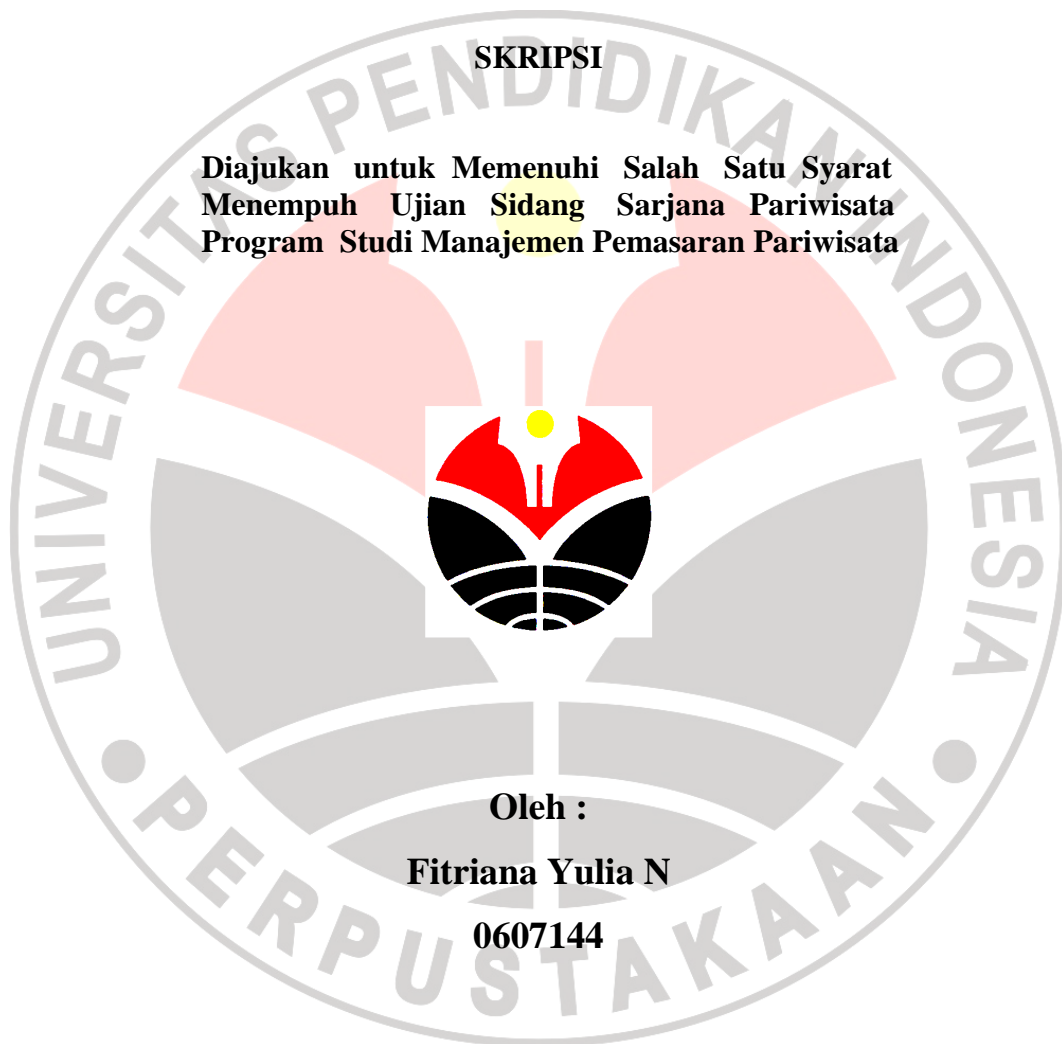 SKRIPSI
Diajukan untuk Memenuhi Salah Satu Syarat
Menempuh Ujian Sidang Sarjana Pariwisata
Program Studi Manajemen Pemasaran Pariwisata
Oleh :
Fitriana Yulia N
0607144
UNIVERSITAS PENDIDIKAN INDONESIA
PERPUSTAKAAN